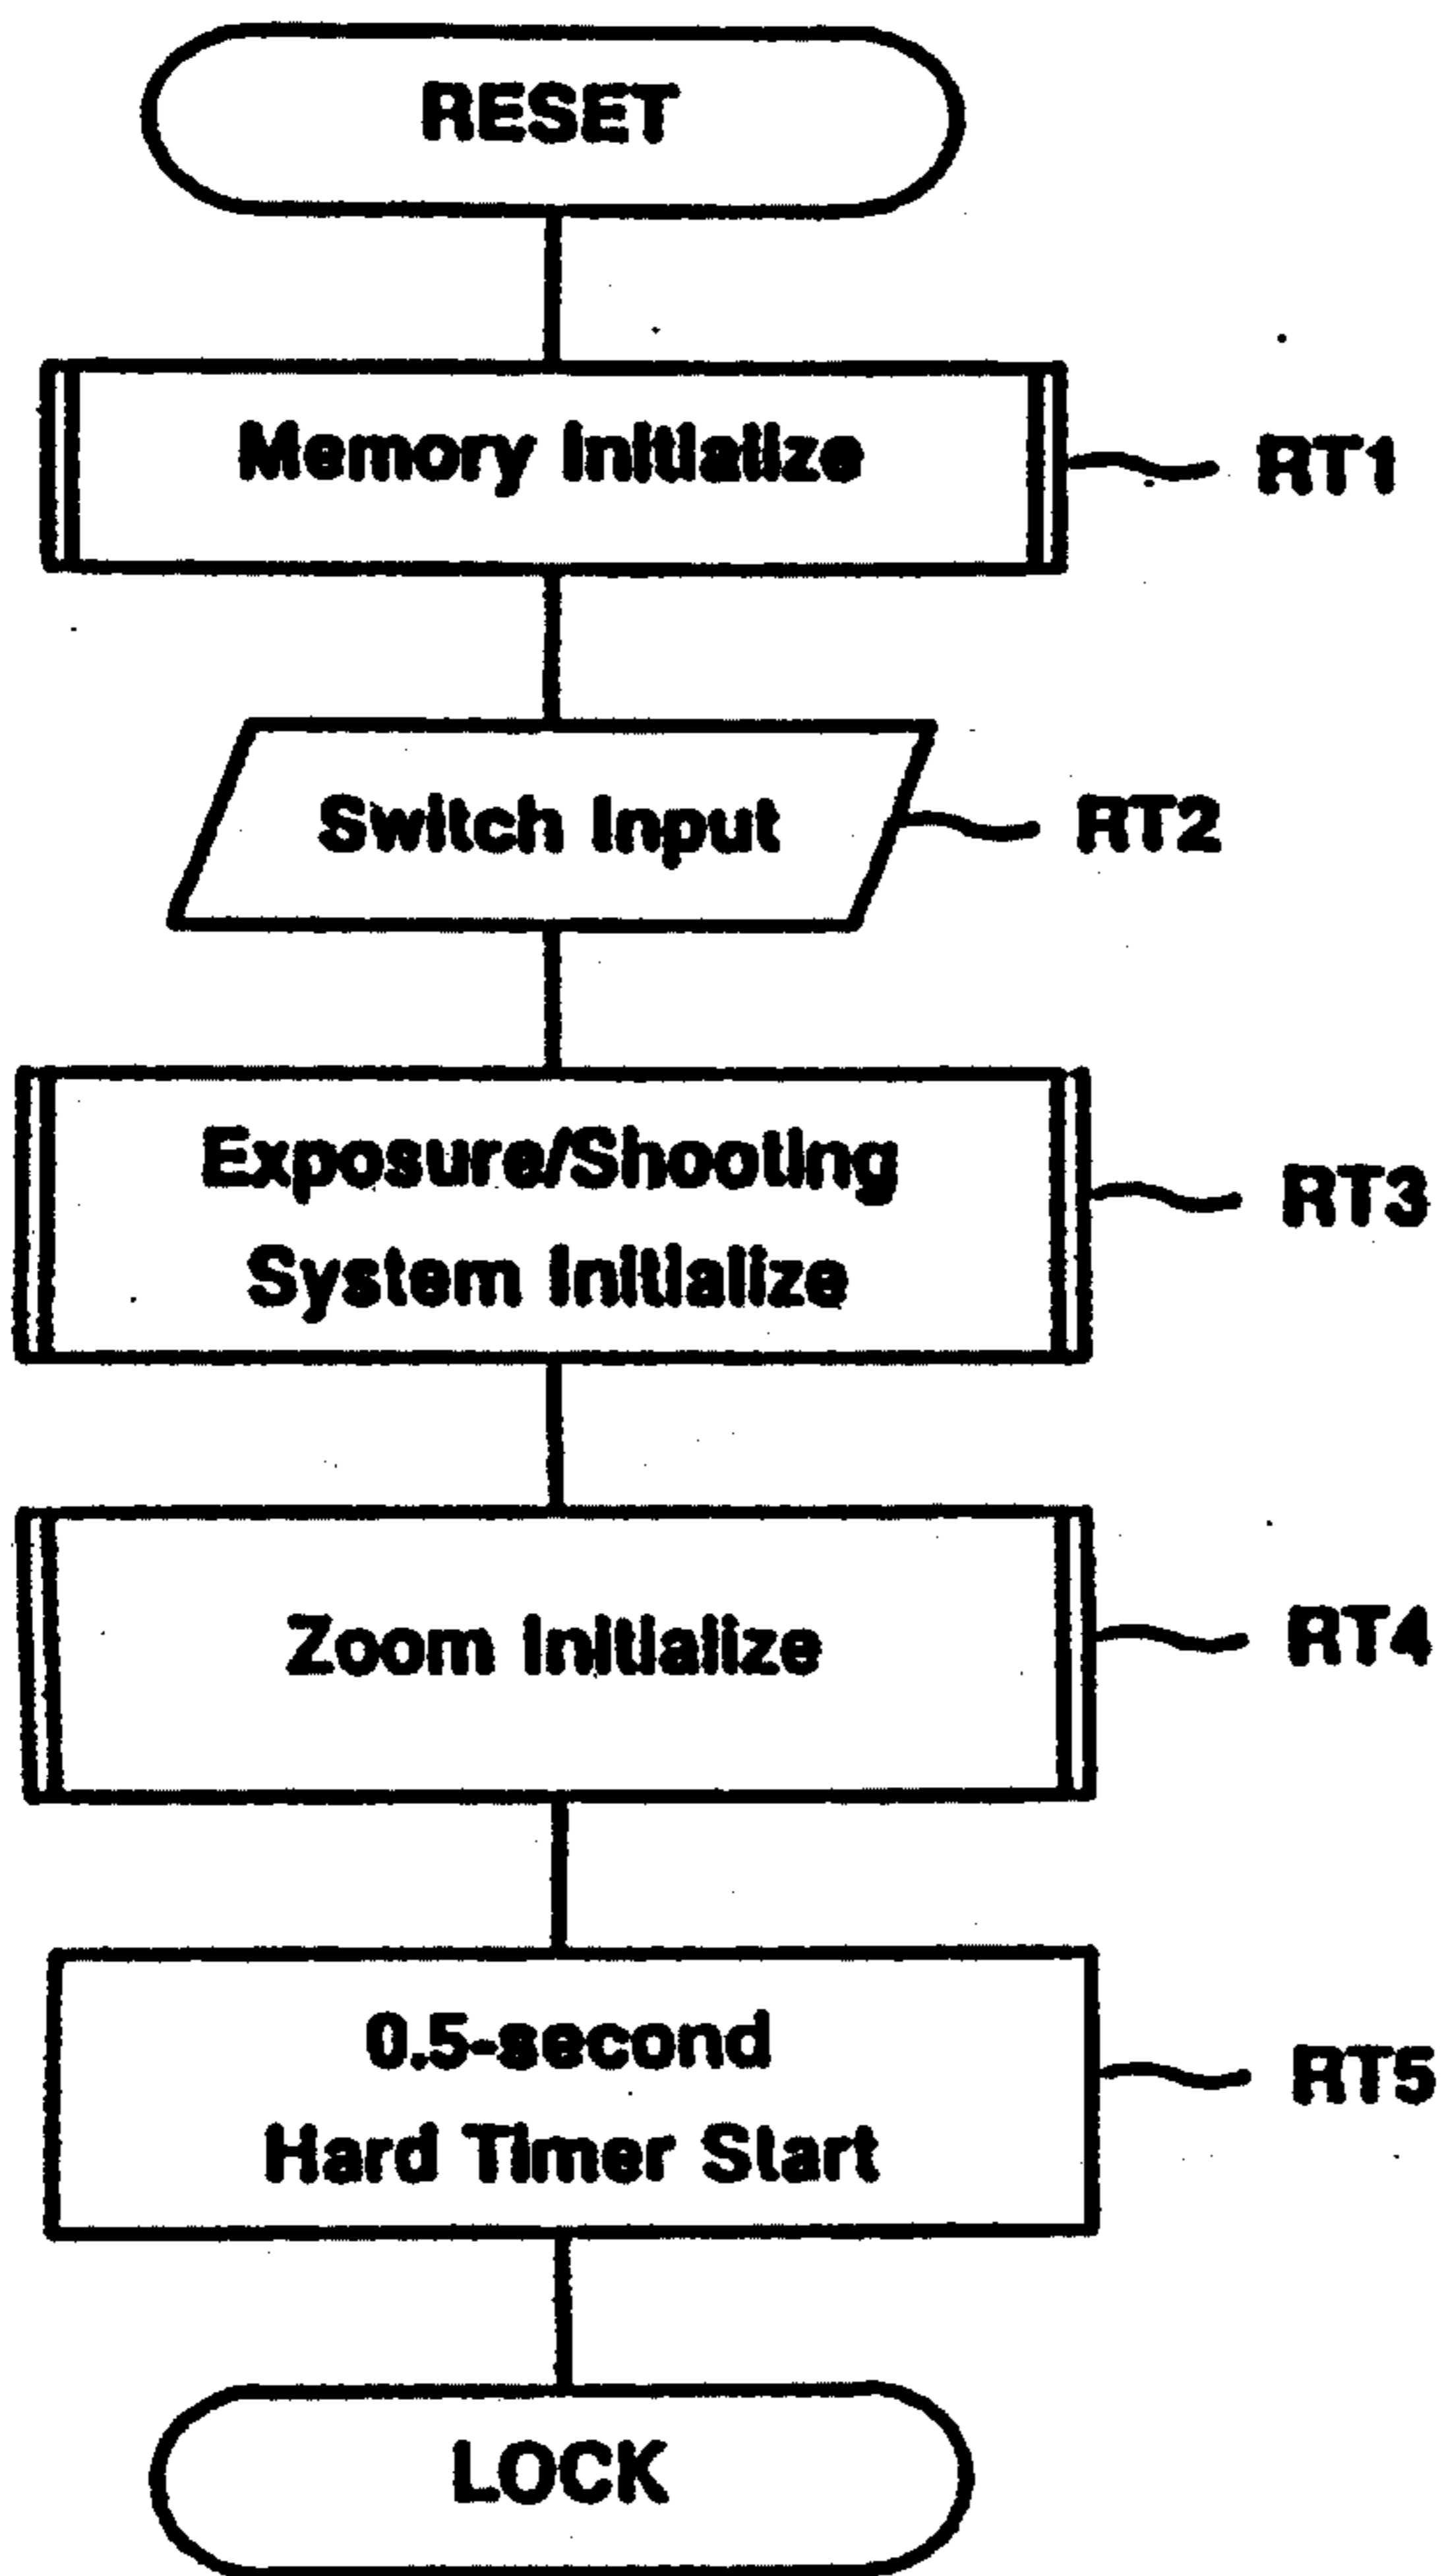 RESET
Memory Initialize
RT1
Switch Input
RT2
Exposure/Shooting
System Initialize
RT3
Zoom Initialize
RT4
0.5-second
Hard Timer Start
RT5
LOCK